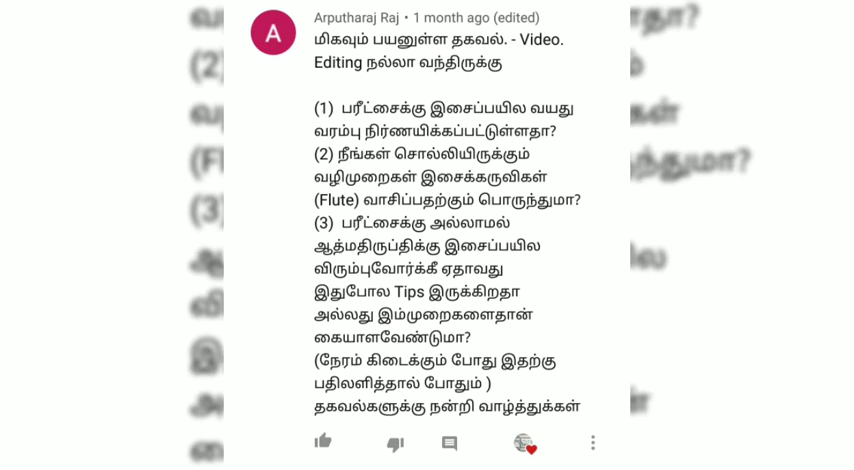 Arputharaj Raj • 1 month ago (edited)
A
மிகவும் பயனுள்ள தகவல். - Video.
Editing நல்லா வந்திருக்கு
(1) பரீட்சைக்கு இசைப்பயில வயது
வரம்பு நிர்ணயிக்கப்பட்டுள்ளதா?
(2) நீங்கள் சொல்லியிருக்கும்
வழிமுறைகள் இசைக்கருவிகள்
(Flute) வாசிப்பதற்கும் பொருந்துமா?
(3) பரீட்சைக்கு அல்லாமல்
ஆத்மதிருப்திக்கு இசைப்பயில
விரும்புவோர்க்கீ ஏதாவது
இதுபோல Tips இருக்கிறதா
அல்லது இம்முறைகளைதான்
கையாளவேண்டுமா?
(நேரம் கிடைக்கும் போது இதற்கு
பதிலளித்தால் போதும் )
தகவல்களுக்கு நன்றி வாழ்த்துக்கள்